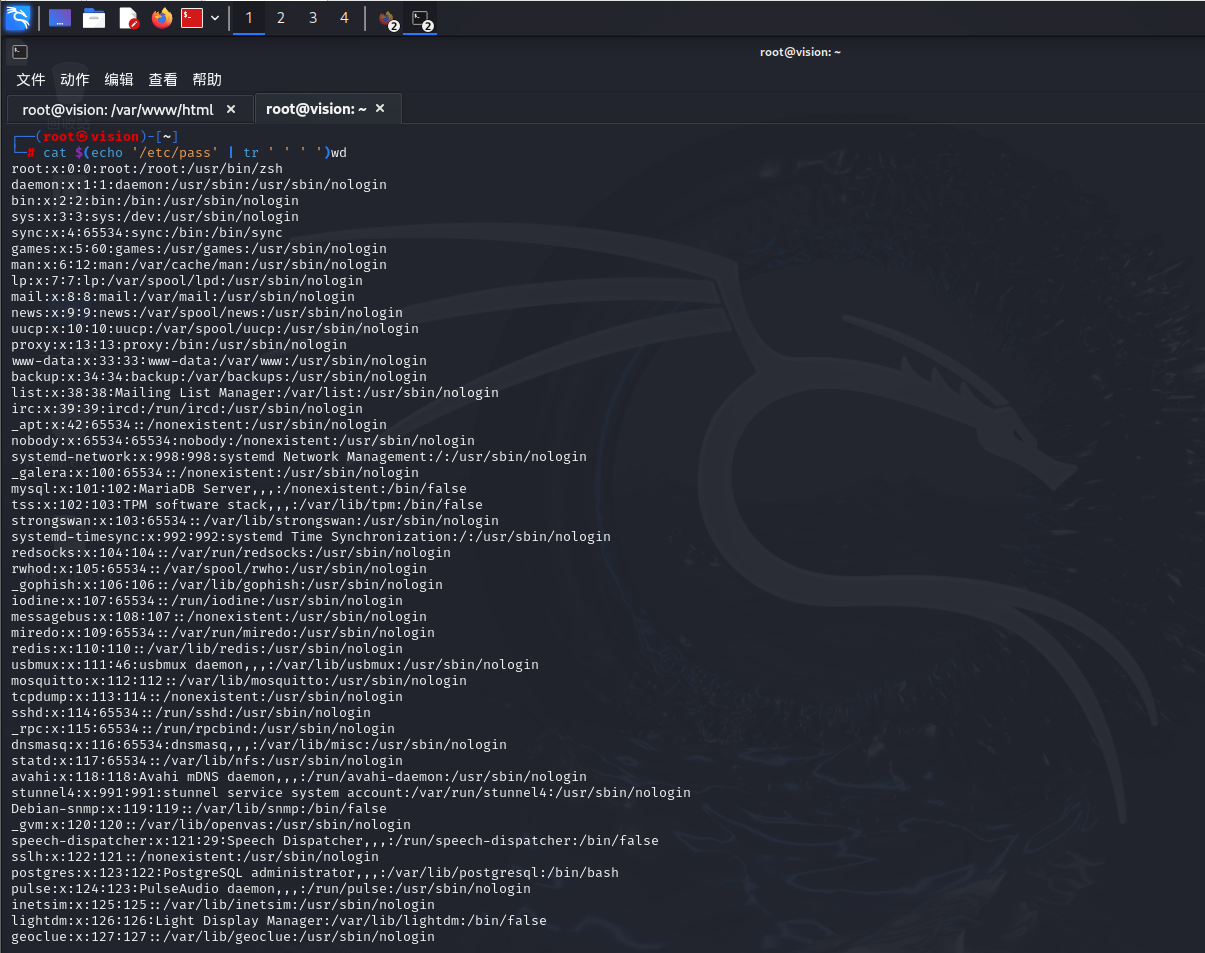 1 2 3 4 2 2
root@vision: ~
文件 动作 编辑 查看 帮助
root@vision: /var/www/html × root@vision: ~ ×
┌──(root㉿vision)-[~]
└─# cat $(echo '/etc/pass' | tr ' ' ' ')wd
root:x:0:0:root:/root:/usr/bin/zsh
daemon:x:1:1:daemon:/usr/sbin:/usr/sbin/nologin
bin:x:2:2:bin:/bin:/usr/sbin/nologin
sys:x:3:3:sys:/dev:/usr/sbin/nologin
sync:x:4:65534:sync:/bin:/bin/sync
games:x:5:60:games:/usr/games:/usr/sbin/nologin
man:x:6:12:man:/var/cache/man:/usr/sbin/nologin
lp:x:7:7:lp:/var/spool/lpd:/usr/sbin/nologin
mail:x:8:8:mail:/var/mail:/usr/sbin/nologin
news:x:9:9:news:/var/spool/news:/usr/sbin/nologin
uucp:x:10:10:uucp:/var/spool/uucp:/usr/sbin/nologin
proxy:x:13:13:proxy:/bin:/usr/sbin/nologin
www-data:x:33:33:www-data:/var/www:/usr/sbin/nologin
backup:x:34:34:backup:/var/backups:/usr/sbin/nologin
list:x:38:38:Mailing List Manager:/var/list:/usr/sbin/nologin
irc:x:39:39:ircd:/run/ircd:/usr/sbin/nologin
_apt:x:42:65534::/nonexistent:/usr/sbin/nologin
nobody:x:65534:65534:nobody:/nonexistent:/usr/sbin/nologin
systemd-network:x:998:998:systemd Network Management:/:/usr/sbin/nologin
_galera:x:100:65534::/nonexistent:/usr/sbin/nologin
mysql:x:101:102:MariaDB Server,,,:/nonexistent:/bin/false
tss:x:102:103:TPM software stack,,,:/var/lib/tpm:/bin/false
strongswan:x:103:65534::/var/lib/strongswan:/usr/sbin/nologin
systemd-timesync:x:992:992:systemd Time Synchronization:/:/usr/sbin/nologin
redsocks:x:104:104::/var/run/redsocks:/usr/sbin/nologin
rwhod:x:105:65534::/var/spool/rwho:/usr/sbin/nologin
_gophish:x:106:106::/var/lib/gophish:/usr/sbin/nologin
iodine:x:107:65534::/run/iodine:/usr/sbin/nologin
messagebus:x:108:107::/nonexistent:/usr/sbin/nologin
miredo:x:109:65534::/var/run/miredo:/usr/sbin/nologin
redis:x:110:110::/var/lib/redis:/usr/sbin/nologin
usbmux:x:111:46:usbmux daemon,,,:/var/lib/usbmux:/usr/sbin/nologin
mosquitto:x:112:112::/var/lib/mosquitto:/usr/sbin/nologin
tcpdump:x:113:114::/nonexistent:/usr/sbin/nologin
sshd:x:114:65534::/run/sshd:/usr/sbin/nologin
_rpc:x:115:65534::/run/rpcbind:/usr/sbin/nologin
dnsmasq:x:116:65534:dnsmasq,,,:/var/lib/misc:/usr/sbin/nologin
statd:x:117:65534::/var/lib/nfs:/usr/sbin/nologin
avahi:x:118:118:Avahi mDNS daemon,,,:/run/avahi-daemon:/usr/sbin/nologin
stunnel4:x:991:991:stunnel service system account:/var/run/stunnel4:/usr/sbin/nologin
Debian-snmp:x:119:119::/var/lib/snmp:/bin/false
_gvm:x:120:120::/var/lib/openvas:/usr/sbin/nologin
speech-dispatcher:x:121:29:Speech Dispatcher,,,:/run/speech-dispatcher:/bin/false
sslh:x:122:121::/nonexistent:/usr/sbin/nologin
postgres:x:123:122:PostgreSQL administrator,,,:/var/lib/postgresql:/bin/bash
pulse:x:124:123:PulseAudio daemon,,,:/run/pulse:/usr/sbin/nologin
inetsim:x:125:125::/var/lib/inetsim:/usr/sbin/nologin
lightdm:x:126:126:Light Display Manager:/var/lib/lightdm:/bin/false
geoclue:x:127:127::/var/lib/geoclue:/usr/sbin/nologin